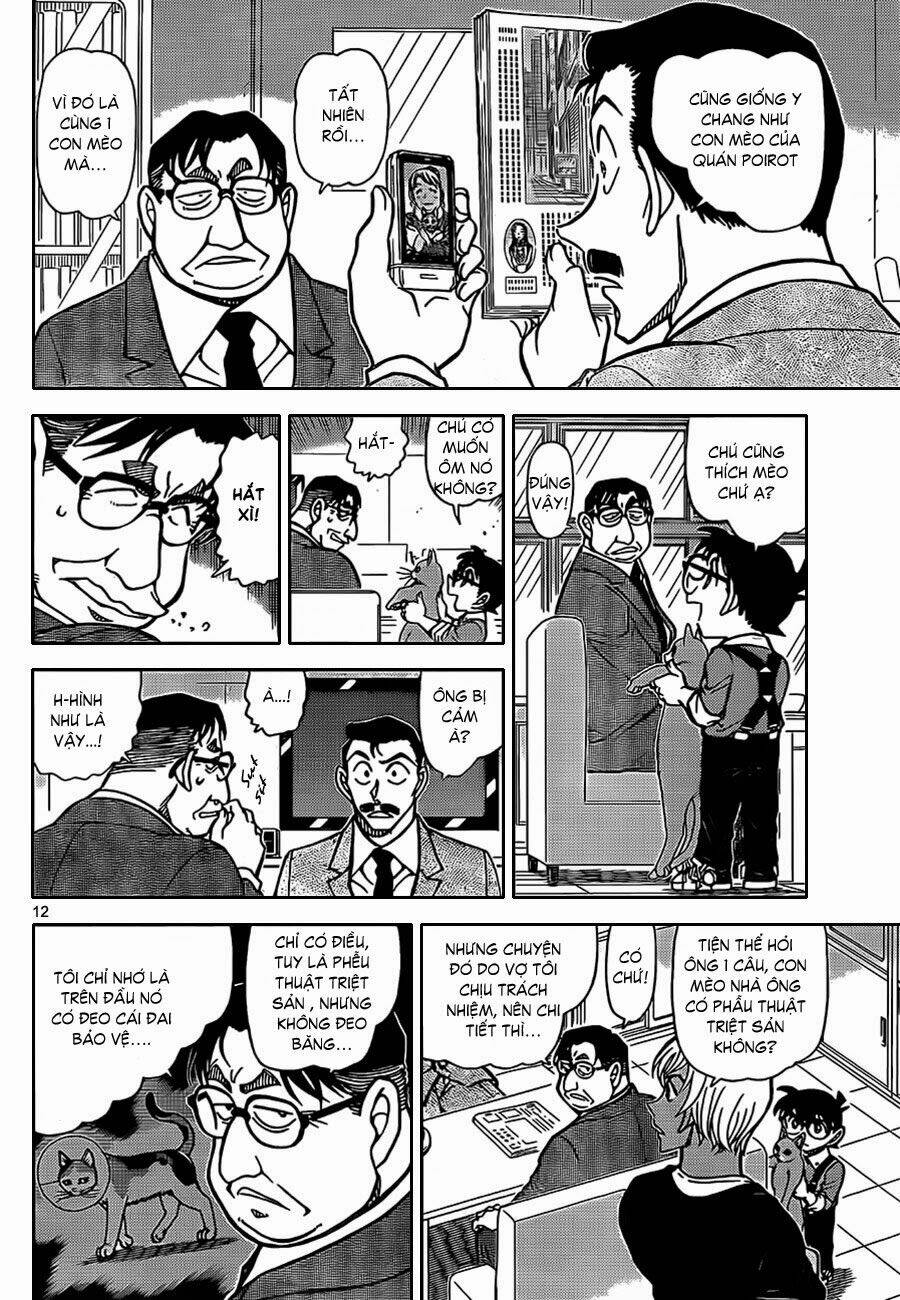 CŨNG GIỐNG Y
CHANG NHƯ
CON MÈO CỦA
QUÁN POIROT
TẤT
NHIÊN
RỒI...
VÌ ĐÓ LÀ
CÙNG 1
CON MÈO
MÀ...
CHÚ CŨNG
THÍCH MÈO
CHỨ Ạ?
ĐÚNG
VẬY!
CHÚ CÓ
MUỐN
ÔM NÓ
KHÔNG?
HẮT-
HẮT
XÌ!
ÔNG BỊ
CẢM
À?
À...!
H-HÌNH
NHƯ LÀ
VẬY...!
Sụt
Sụt
12
TIỆN THỂ HỎI
ÔNG 1 CÂU, CON
MÈO NHÀ ÔNG
CÓ PHẪU THUẬT
TRIỆT SẢN
KHÔNG?
CÓ
CHỨ!
NHƯNG CHUYỆN
ĐÓ DO VỢ TÔI
CHỊU TRÁCH
NHIỆM, NÊN CHI
TIẾT THÌ...
CHỈ CÓ ĐIỀU,
TUY LÀ PHẪU
THUẬT TRIỆT
SẢN , NHƯNG
KHÔNG ĐEO
BĂNG...
TÔI CHỈ NHỚ LÀ
TRÊN ĐẦU NÓ
CÓ ĐEO CÁI ĐAI
BẢO VỆ....